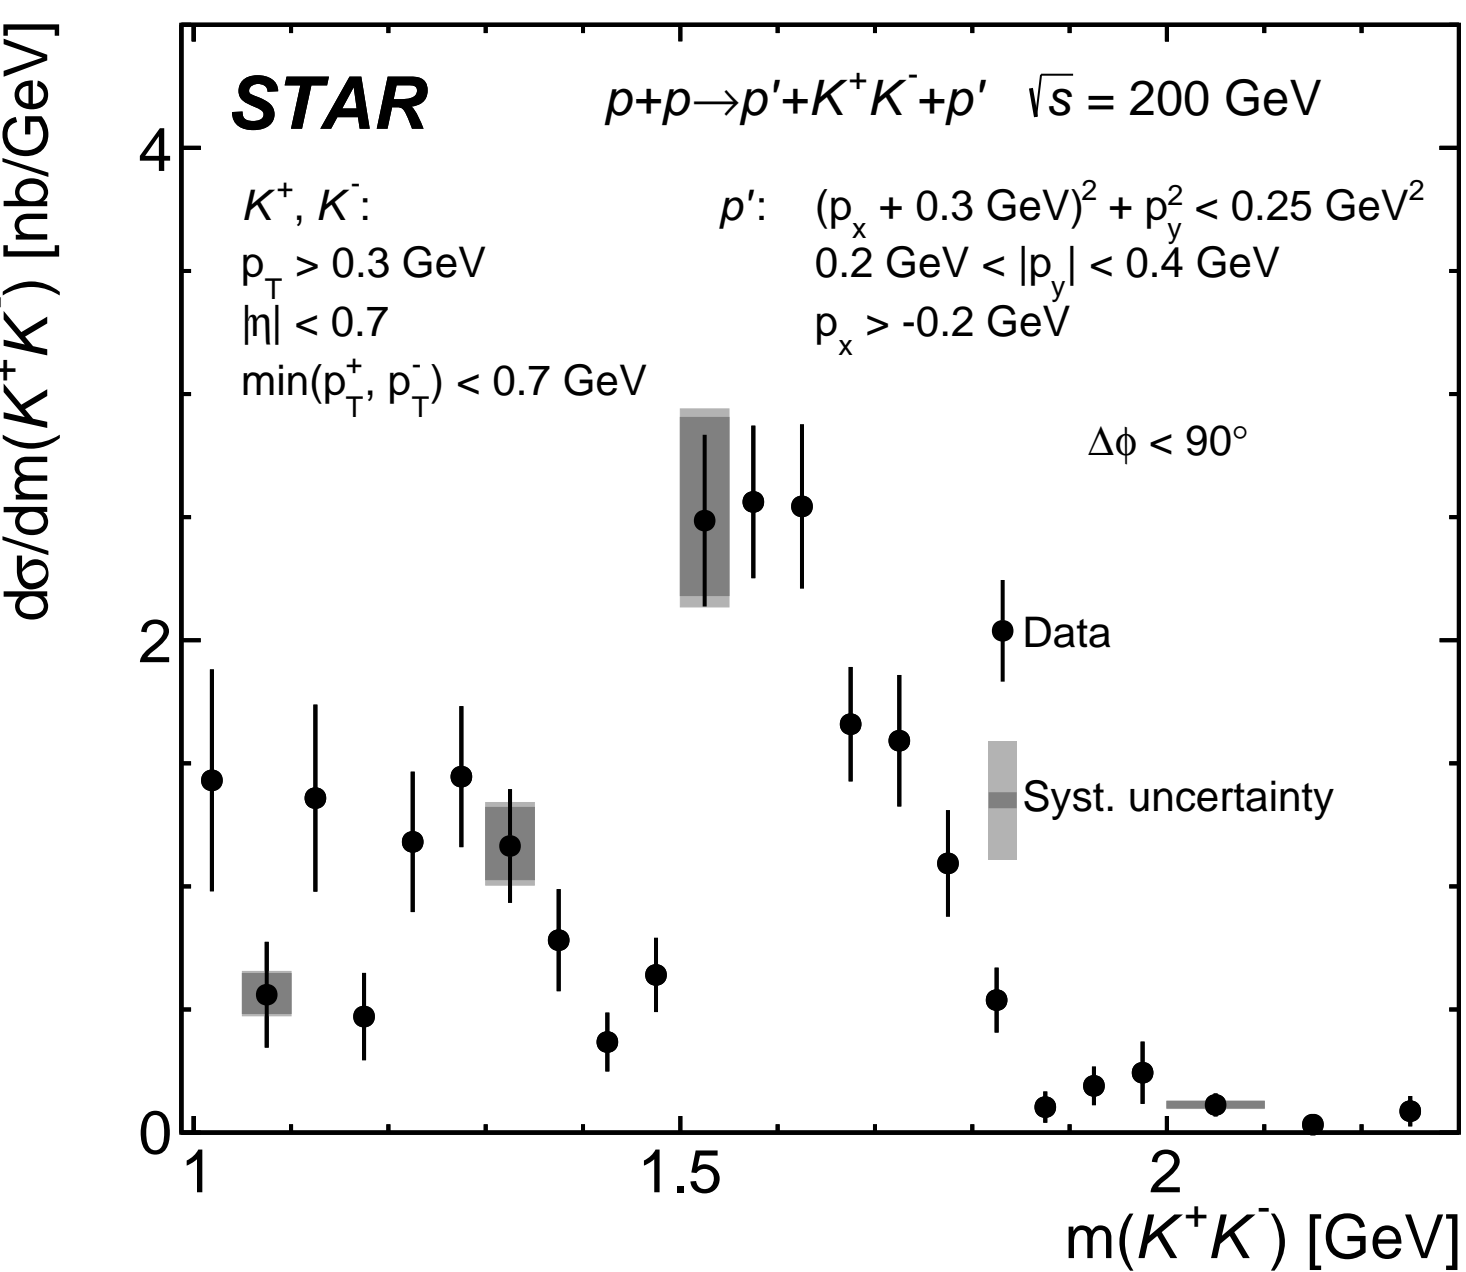 STAR p+p→p′+K⁺K⁻+p′ √s = 200 GeV
K⁺, K⁻: p′: (pₓ + 0.3 GeV)² + p_y² < 0.25 GeV²
p_T > 0.3 GeV 0.2 GeV < |p_y| < 0.4 GeV
|η| < 0.7 pₓ > -0.2 GeV
min(p_T⁺, p_T⁻) < 0.7 GeV
Δϕ < 90°
Data
Syst. uncertainty
dσ/dm(K⁺K⁻) [nb/GeV]
4
2
0
1 1.5 2
m(K⁺K⁻) [GeV]